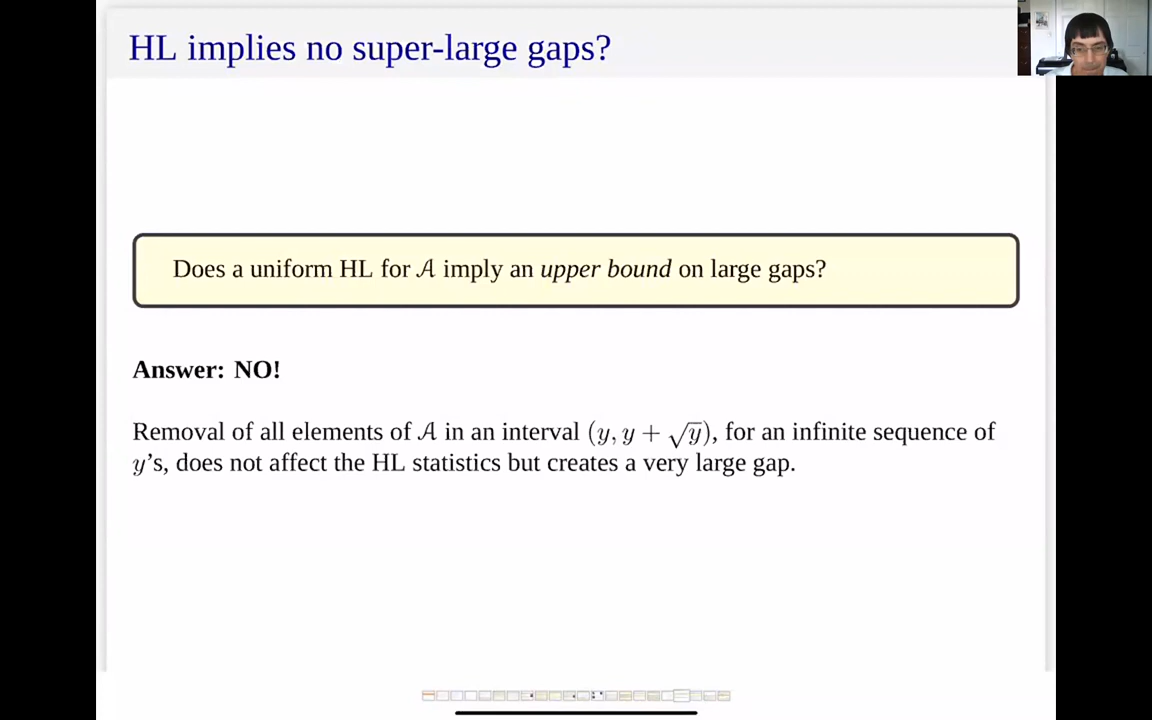 HL implies no super-large gaps?
Does a uniform HL for 𝒜 imply an upper bound on large gaps?
Answer: NO!
Removal of all elements of 𝒜 in an interval (y, y + √y), for an infinite sequence of
y’s, does not affect the HL statistics but creates a very large gap.